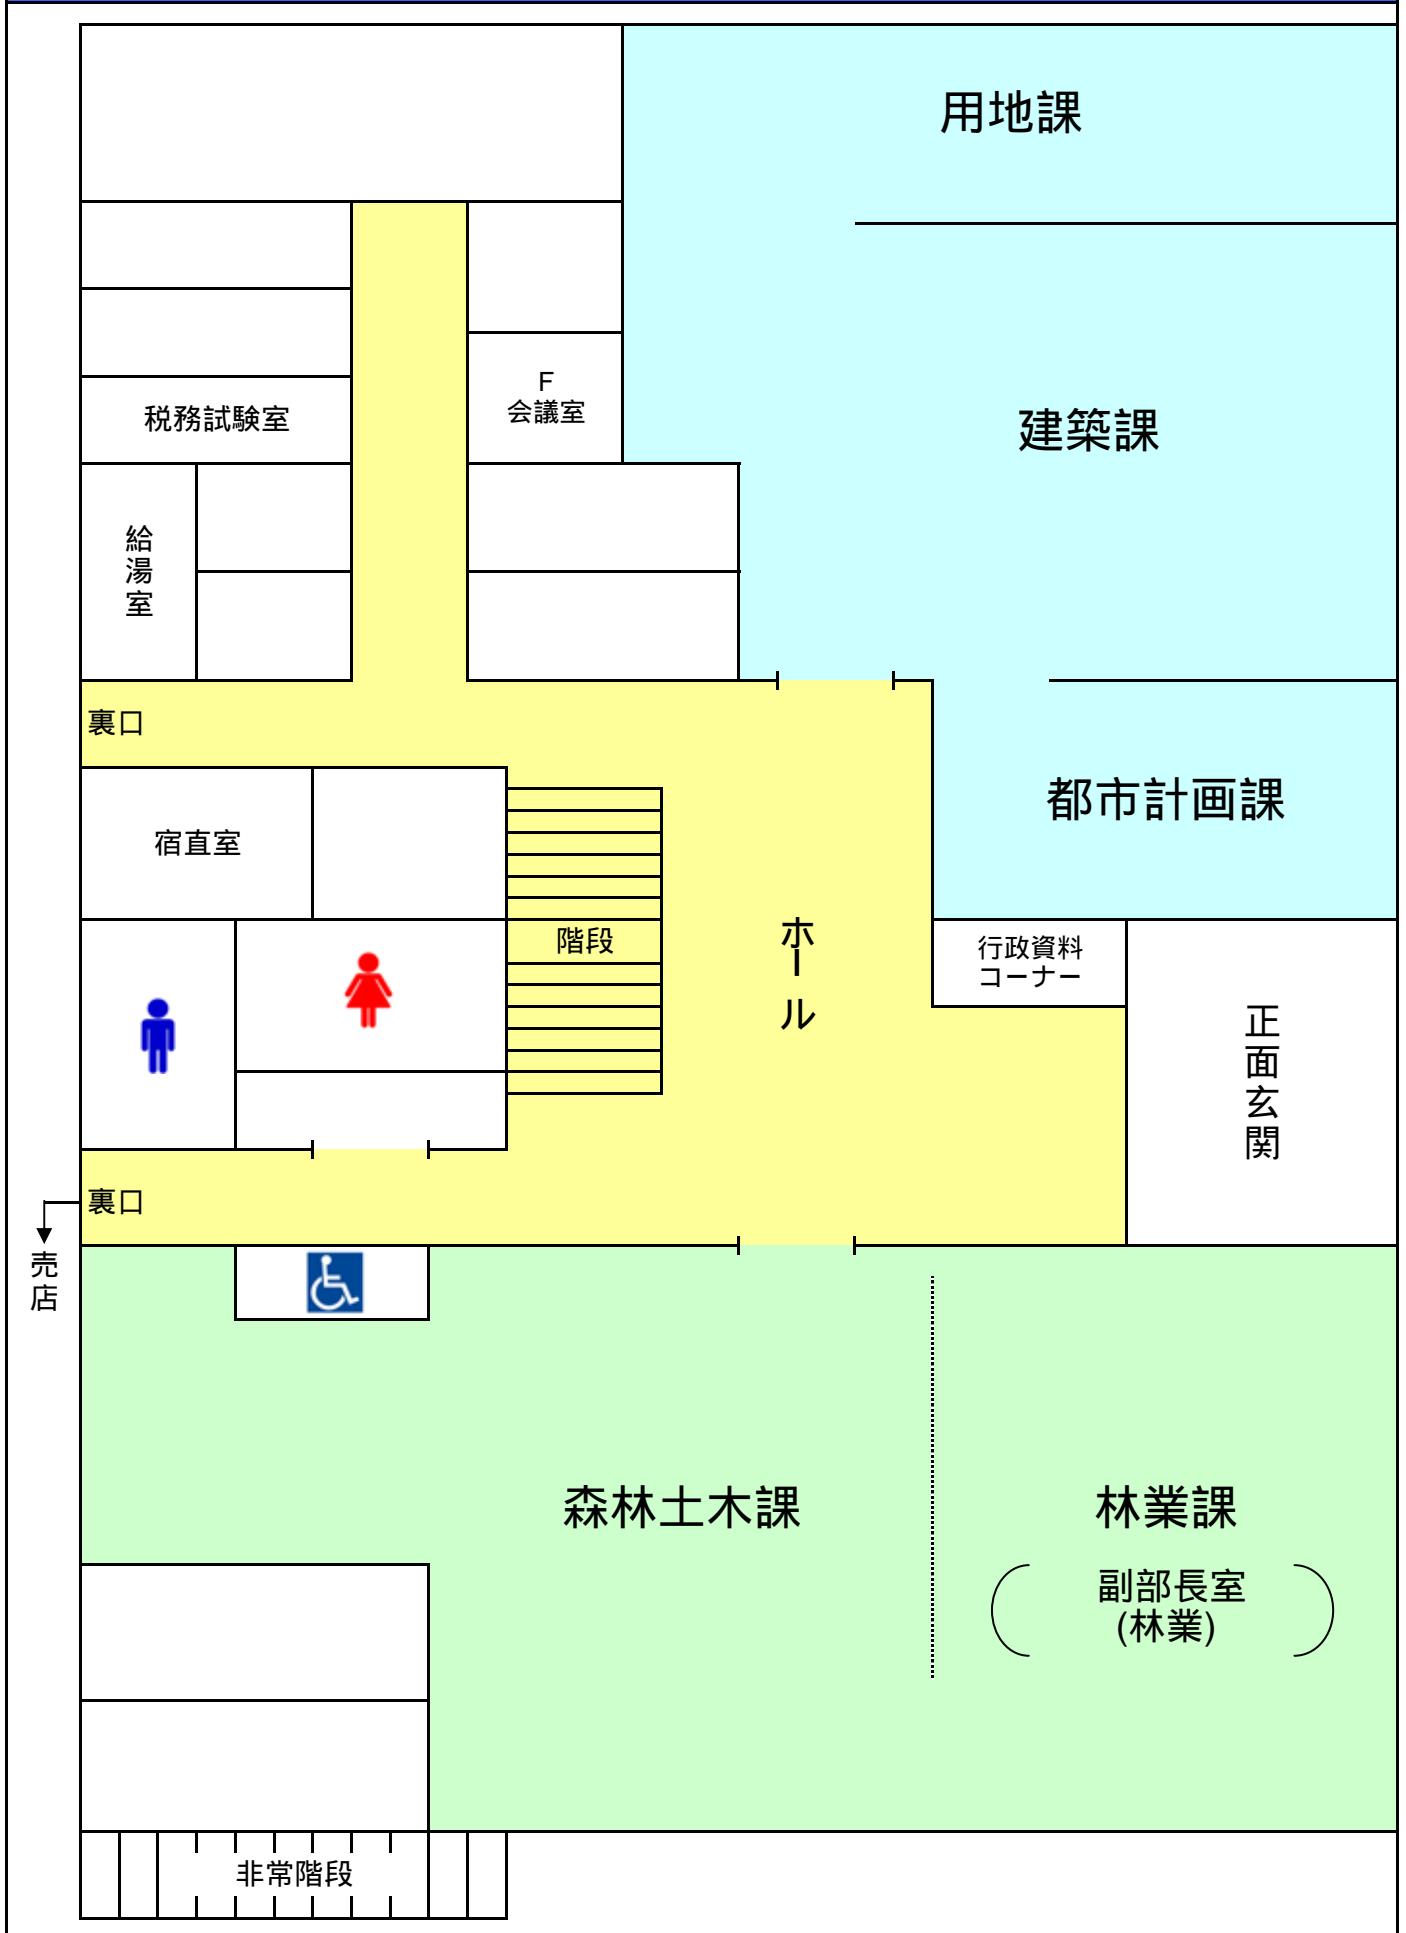 用地課
Ｆ
会議室
税務試験室
建築課
給湯室
裏口
都市計画課
宿直室
階段
ホール
行政資料
コーナー
正面玄関
裏口
売店
森林土木課
林業課
副部長室
(林業)
非常階段